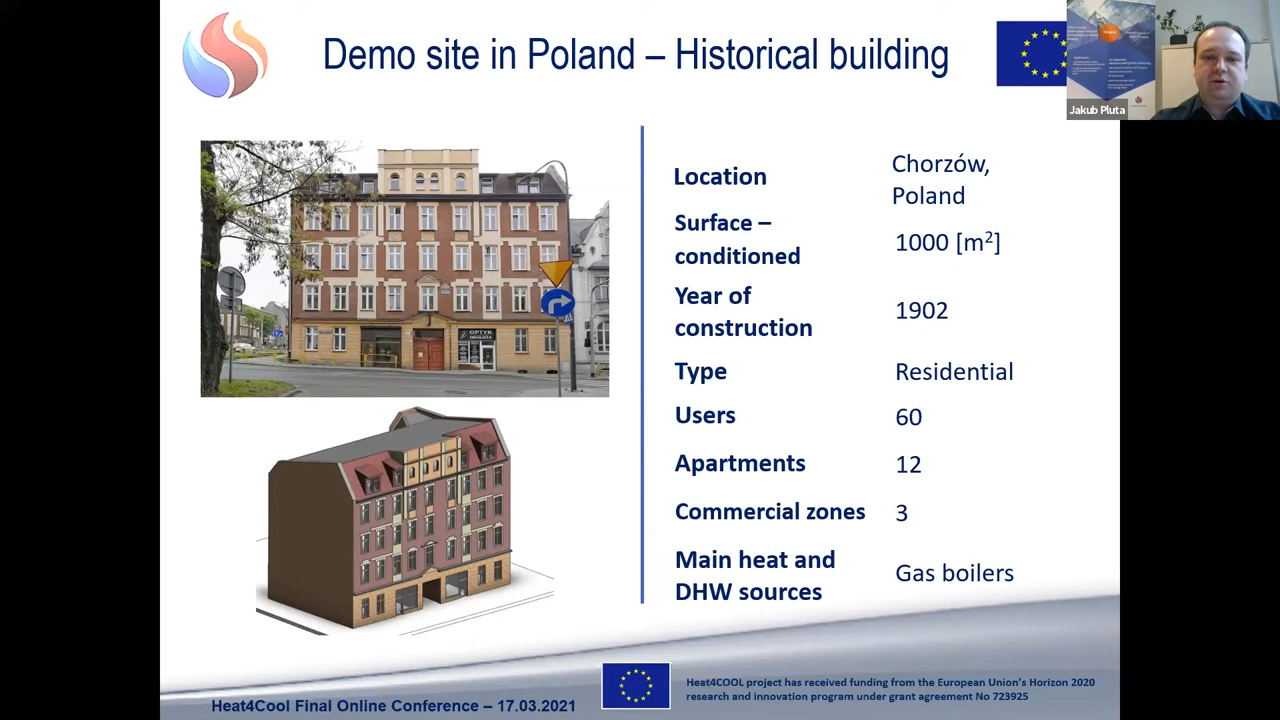 Demo site in Poland – Historical building
Jakub Pluta
OPTYK
OKULISTA
Location
Chorzów,
Poland
Surface –
conditioned
1000 [m²]
Year of
construction
1902
Type
Residential
Users
60
Apartments
12
Commercial zones
3
Main heat and
DHW sources
Gas boilers
Heat4Cool Final Online Conference – 17.03.2021
Heat4COOL project has received funding from the European Union's Horizon 2020
research and innovation program under grant agreement No 723925